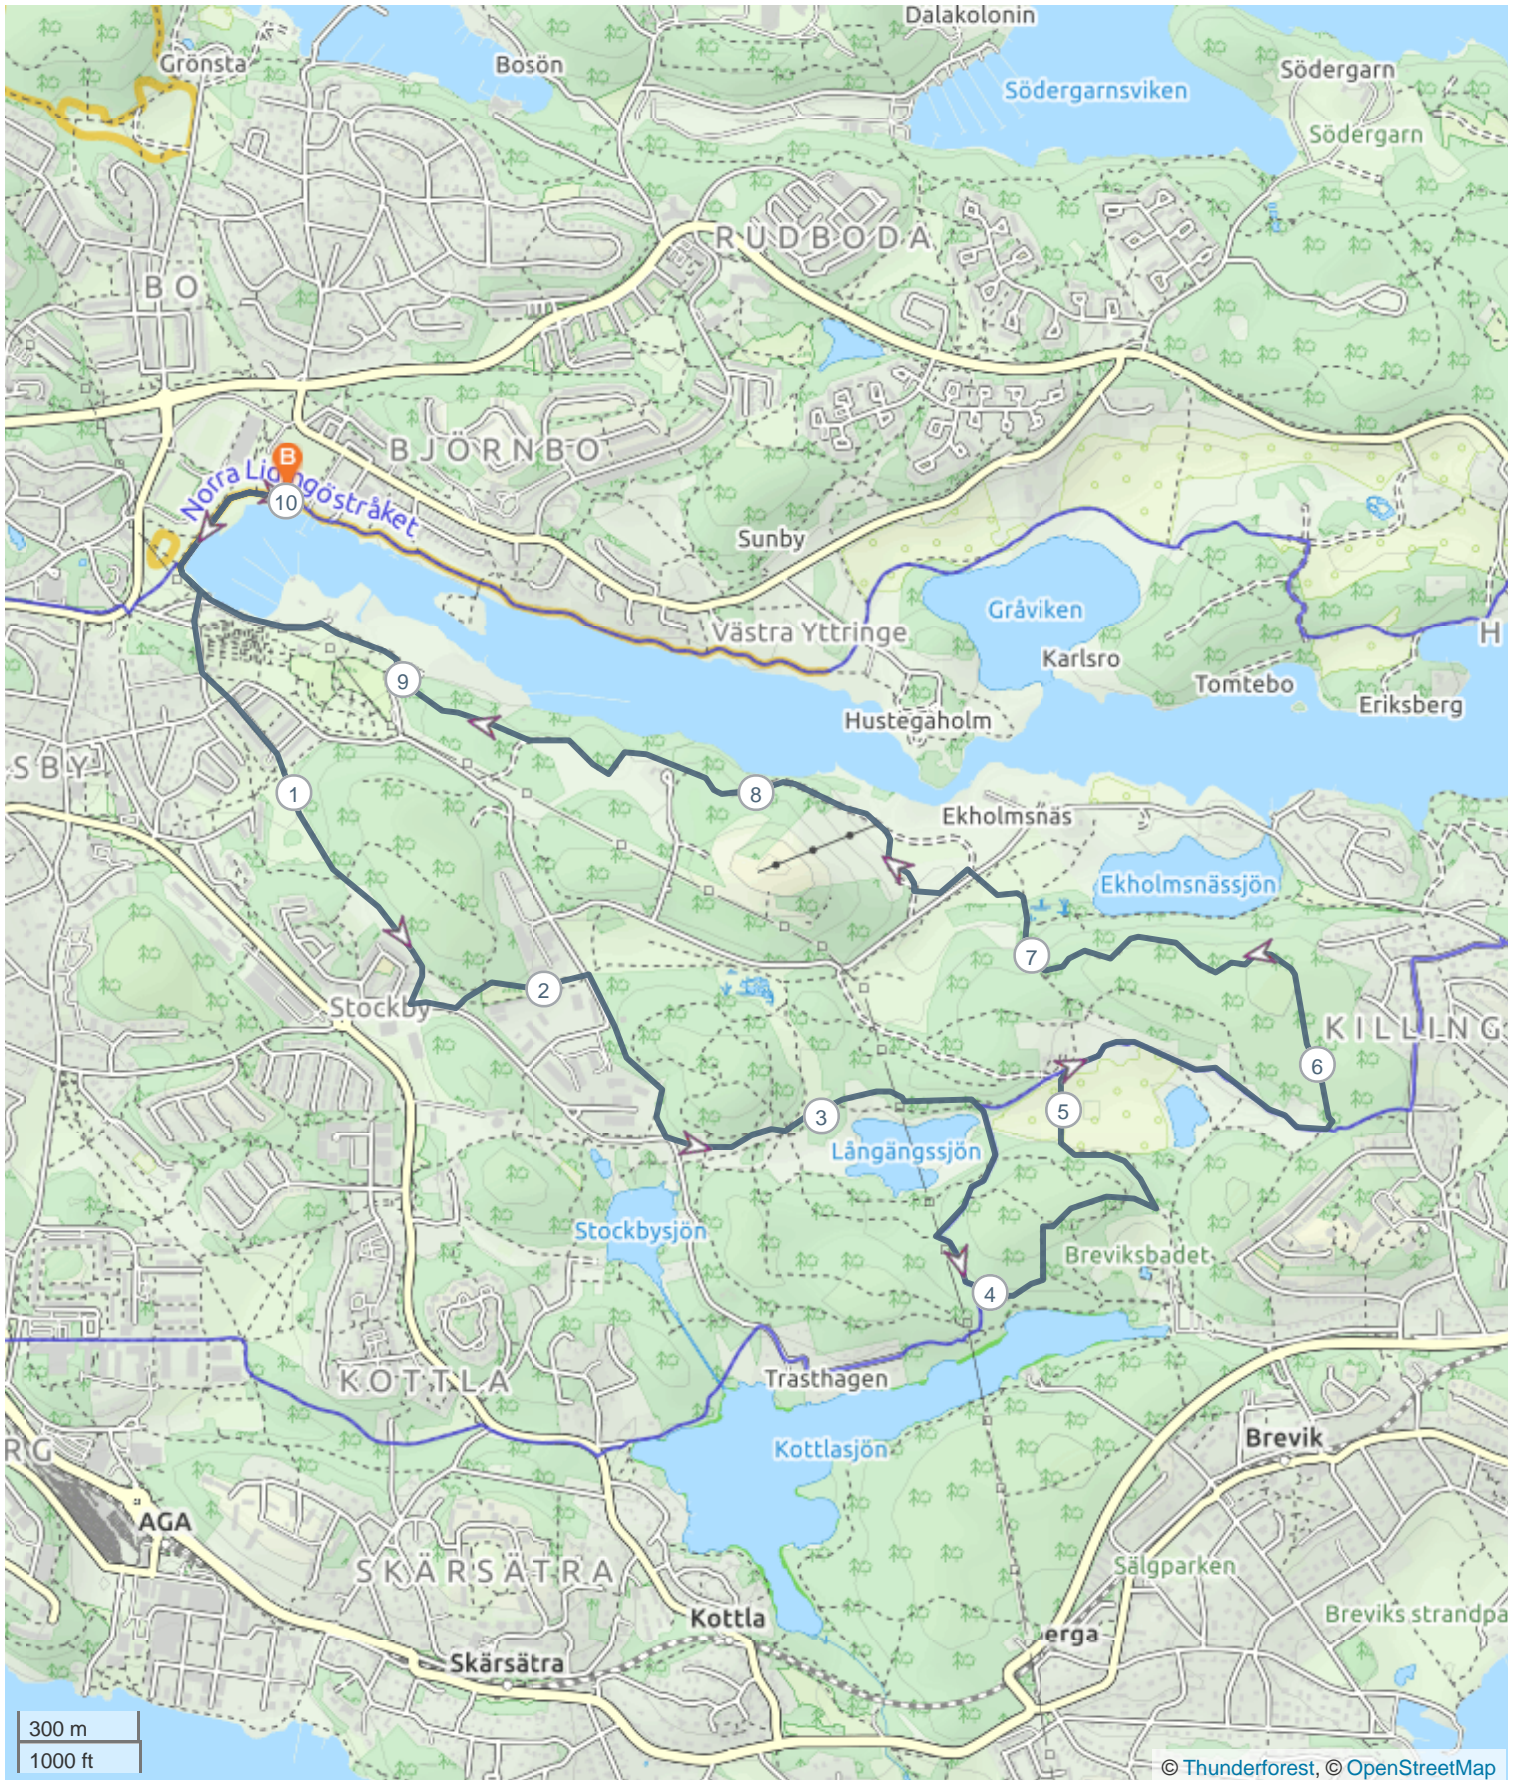 Dalakolonin
Grönsta
Bosön
Södergarn
Södergarnsviken
Södergarn
RUDBODA
BO
BJÖRNBO
B
Norra Lidingöstråket
10
Sunby
Gråviken
Västra Yttringe
H
Karlsro
9
Tomtebo
Eriksberg
Hustegaholm
SBY
1
8
Ekholmsnäs
Ekholmsnässjön
7
2
Stockby
KILLING
6
5
3
Långängssjön
Stockbysjön
Breviksbadet
4
Trasthagen
KOTTLA
Brevik
RG
Kottlasjön
AGA
Sälgparken
SKÄRSÄTRA
Breviks strandpa
Kottla
erga
Skärsätra
300 m
1000 ft
© Thunderforest, © OpenStreetMap